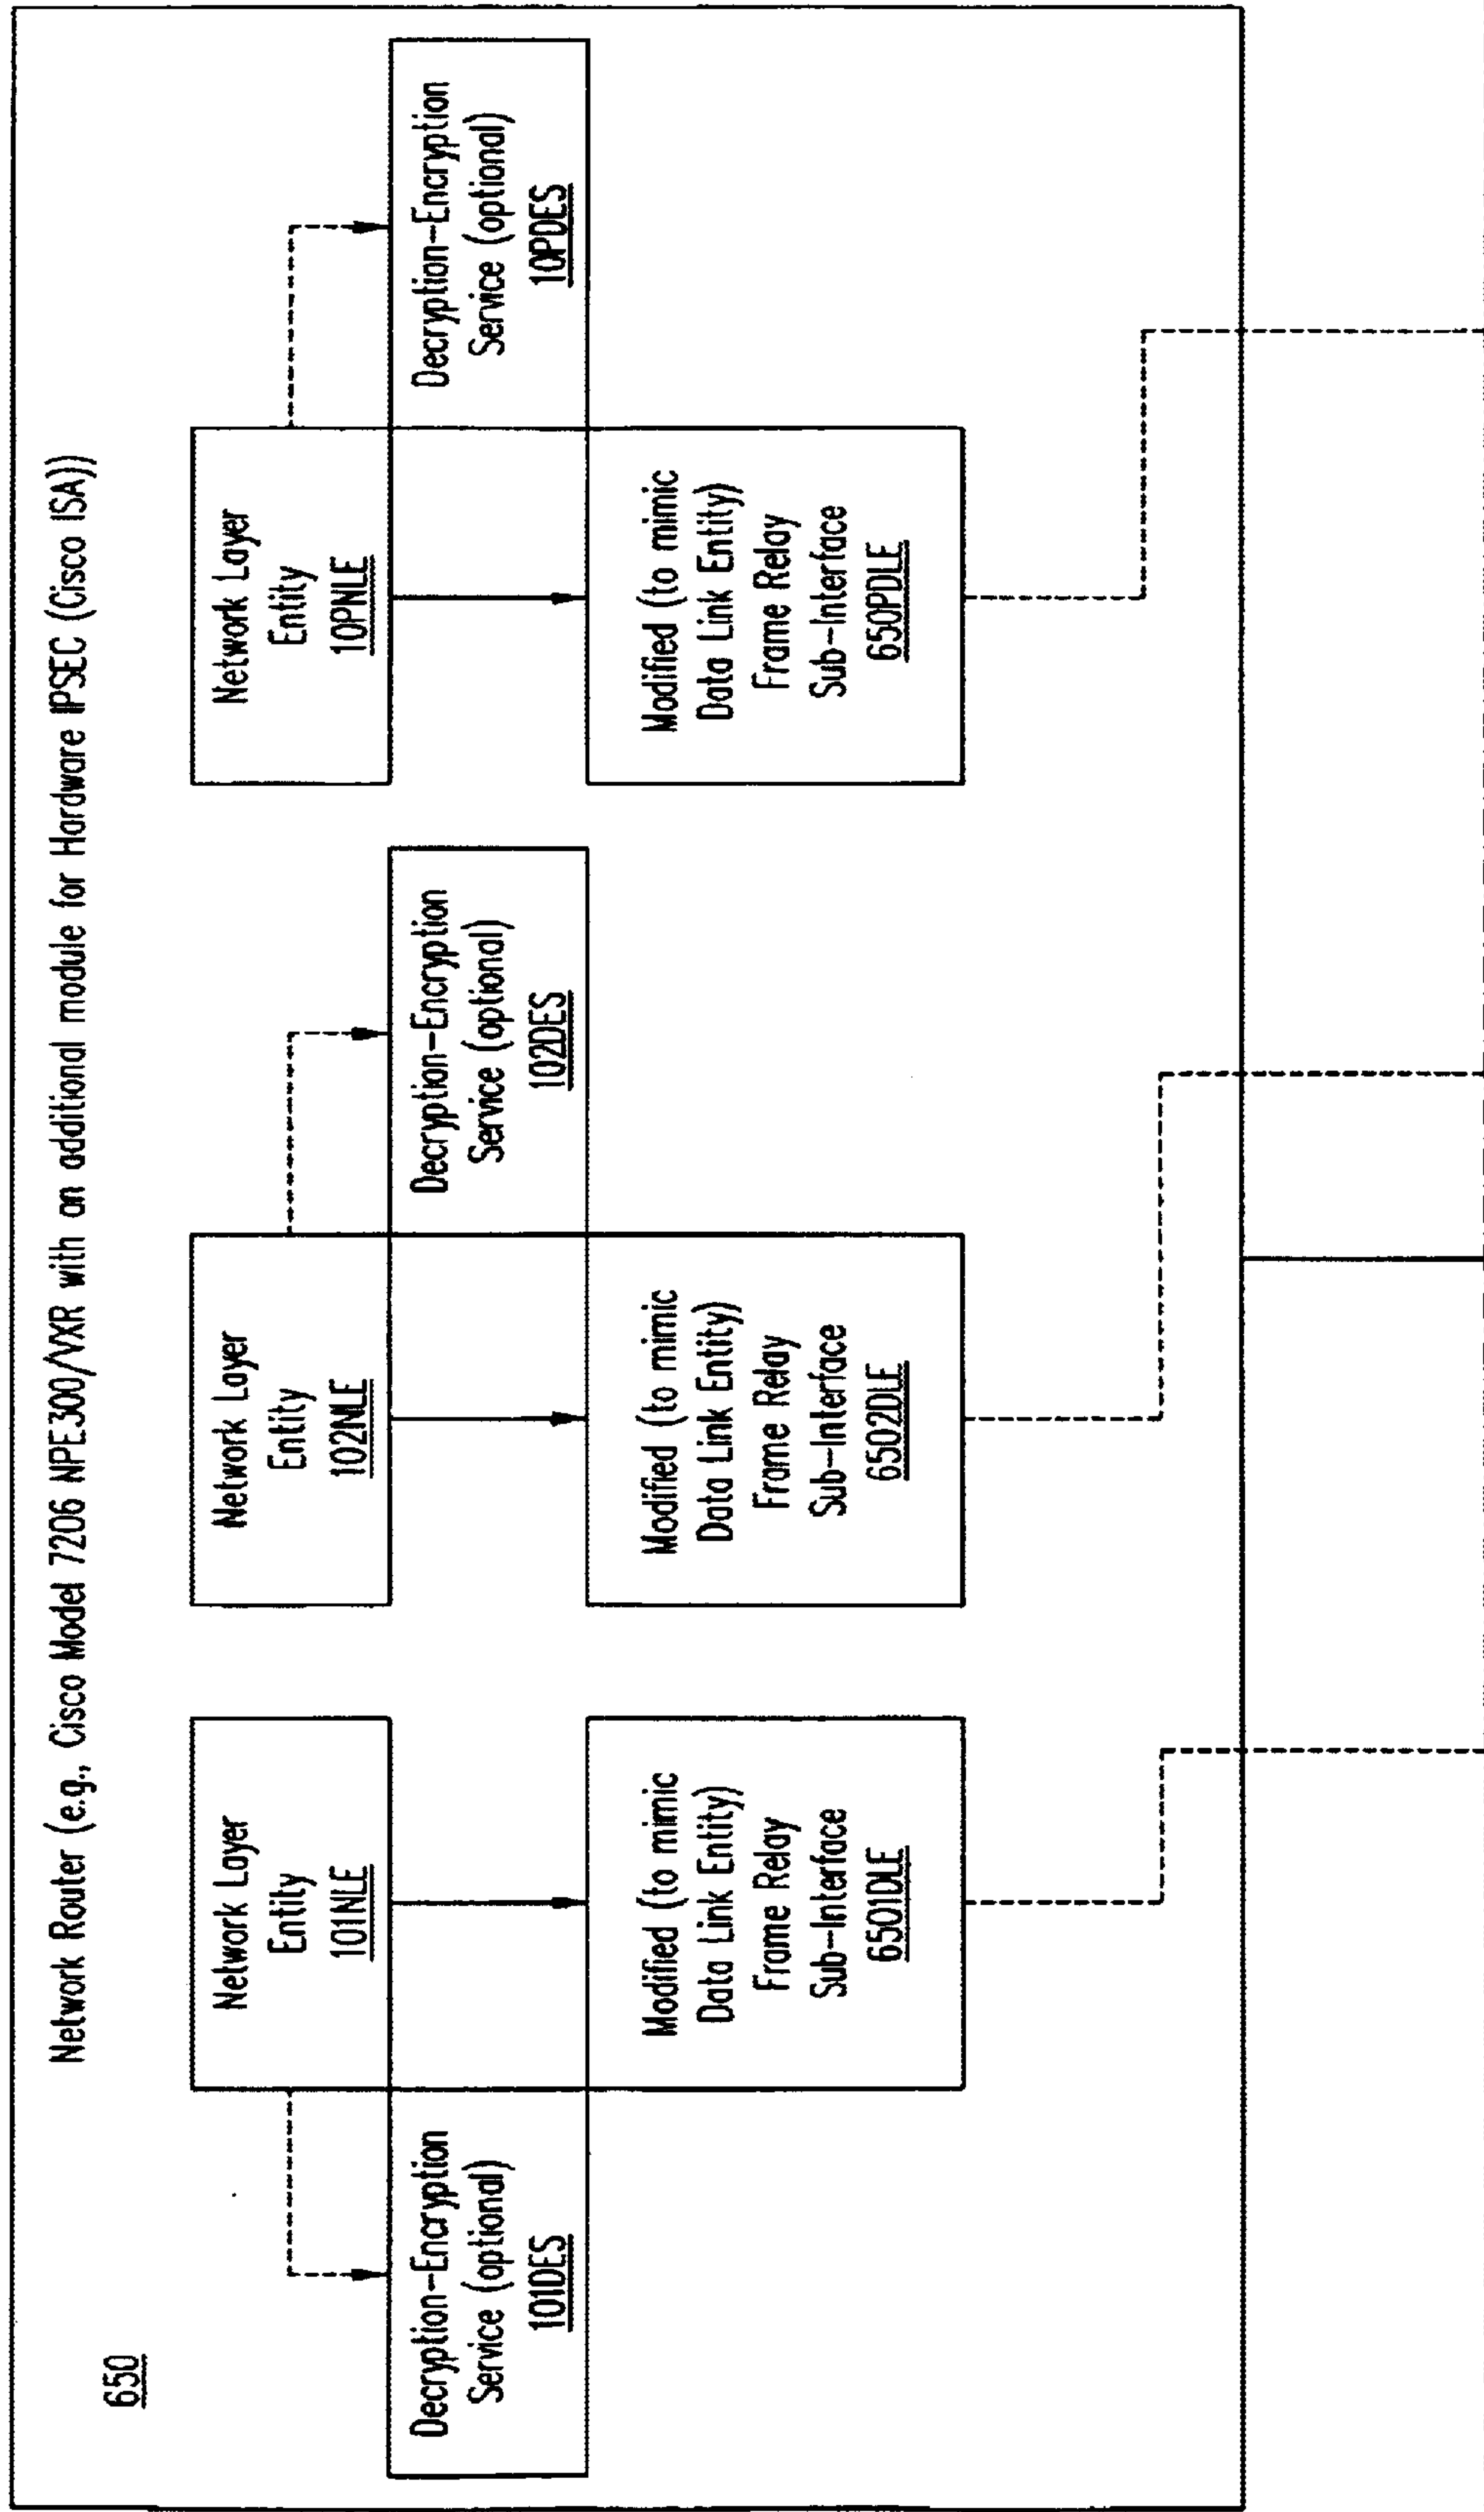 Network Router (e.g., Cisco Model 7206 NPE300/VXR with an additional module for Hardware IPSEC (Cisco ISA))
650
Network Layer
Entity
101NLE
Decryption-Encryption
Service (optional)
101DES
Modified (to mimic
Data Link Entity)
Frame Relay
Sub-Interface
6501DLE
Network Layer
Entity
102NLE
Decryption-Encryption
Service (optional)
102DES
Modified (to mimic
Data Link Entity)
Frame Relay
Sub-Interface
6502DLE
Network Layer
Entity
10PNLE
Decryption-Encryption
Service (optional)
10PDES
Modified (to mimic
Data Link Entity)
Frame Relay
Sub-Interface
650PDLE